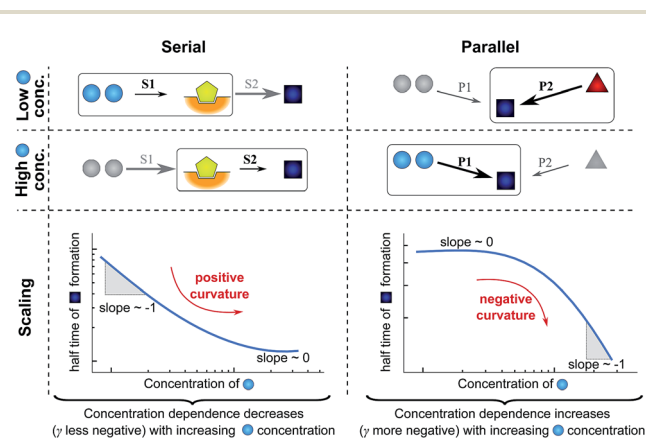 Serial
Parallel
Low
conc.
S1
S2
P1
P2
High
conc.
S1
S2
P1
P2
Scaling
half time of formation
positive
curvature
slope ~ -1
slope ~ 0
Concentration of
half time of formation
slope ~ 0
negative
curvature
slope ~ -1
Concentration of
Concentration dependence decreases
(γ less negative) with increasing concentration
Concentration dependence increases
(γ more negative) with increasing concentration